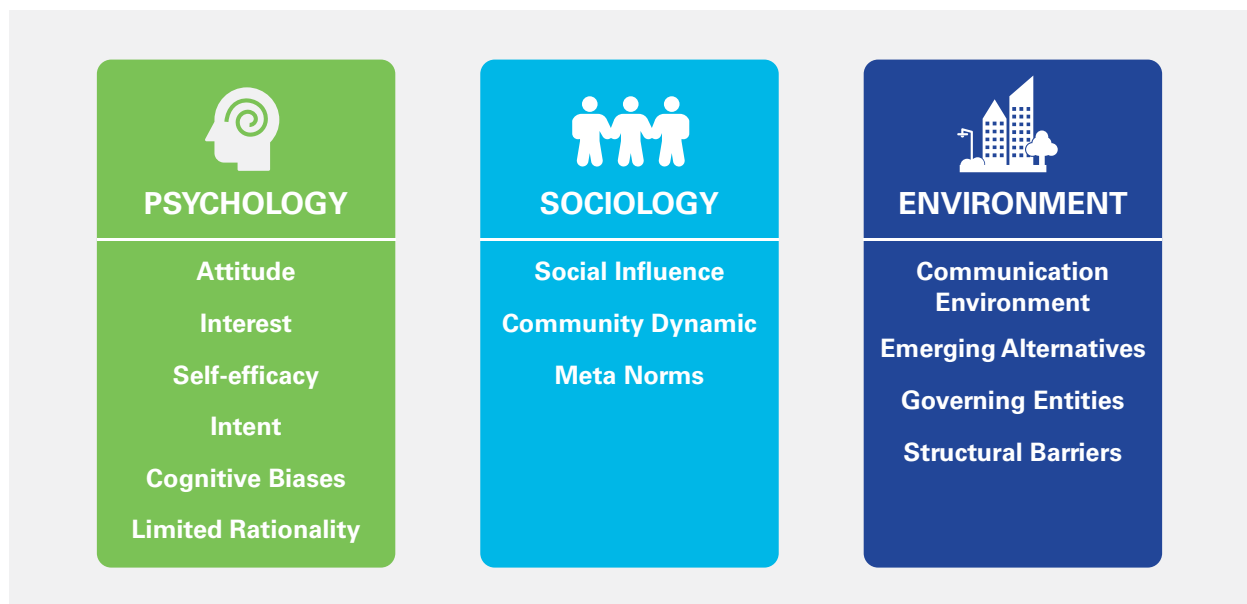 PSYCHOLOGY
Attitude
Interest
Self-efficacy
Intent
Cognitive Biases
Limited Rationality
SOCIOLOGY
Social Influence
Community Dynamic
Meta Norms
ENVIRONMENT
Communication
Environment
Emerging Alternatives
Governing Entities
Structural Barriers